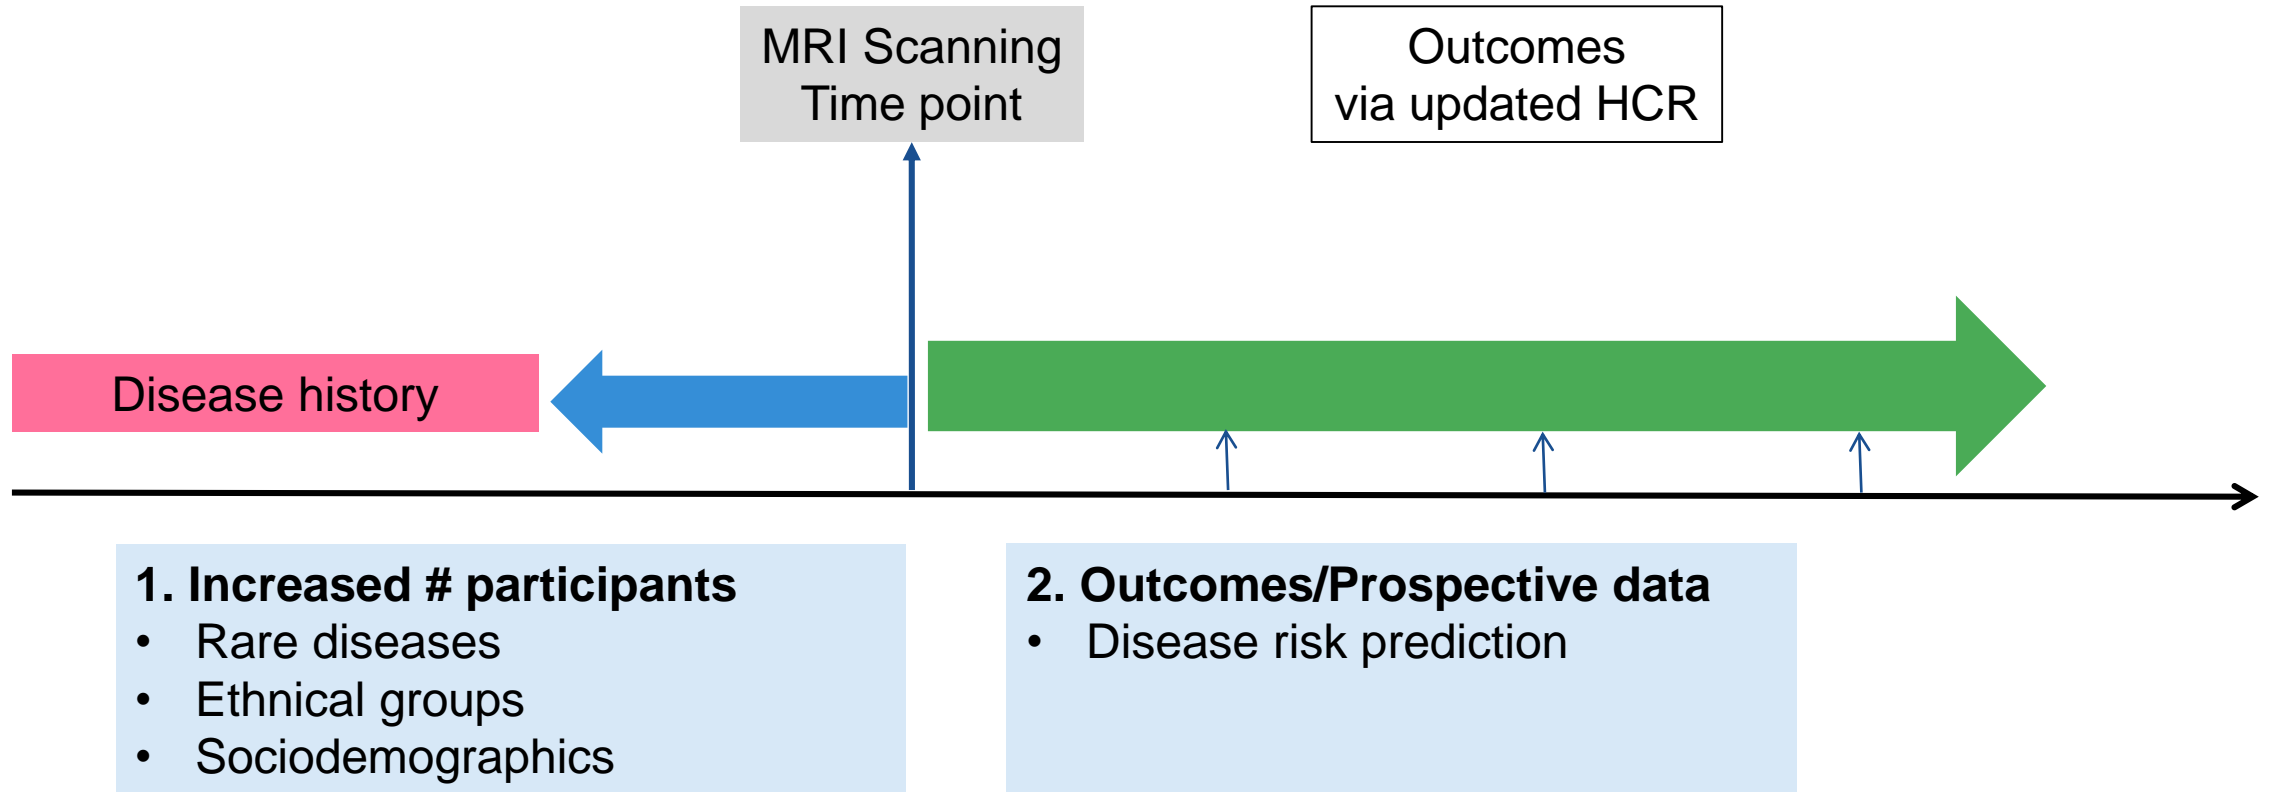 MRI Scanning
Time point
Outcomes
via updated HCR
Disease history
1. Increased # participants
• Rare diseases
• Ethnical groups
• Sociodemographics
2. Outcomes/Prospective data
• Disease risk prediction